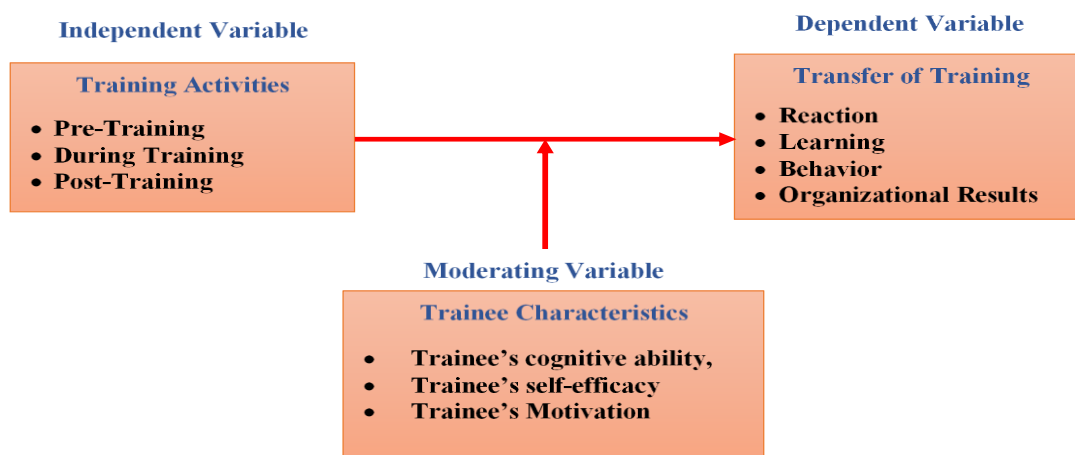 Independent Variable
Training Activities
• Pre-Training
• During Training
• Post-Training
Dependent Variable
Transfer of Training
• Reaction
• Learning
• Behavior
• Organizational Results
Moderating Variable
Trainee Characteristics
• Trainee’s cognitive ability,
• Trainee’s self-efficacy
• Trainee’s Motivation